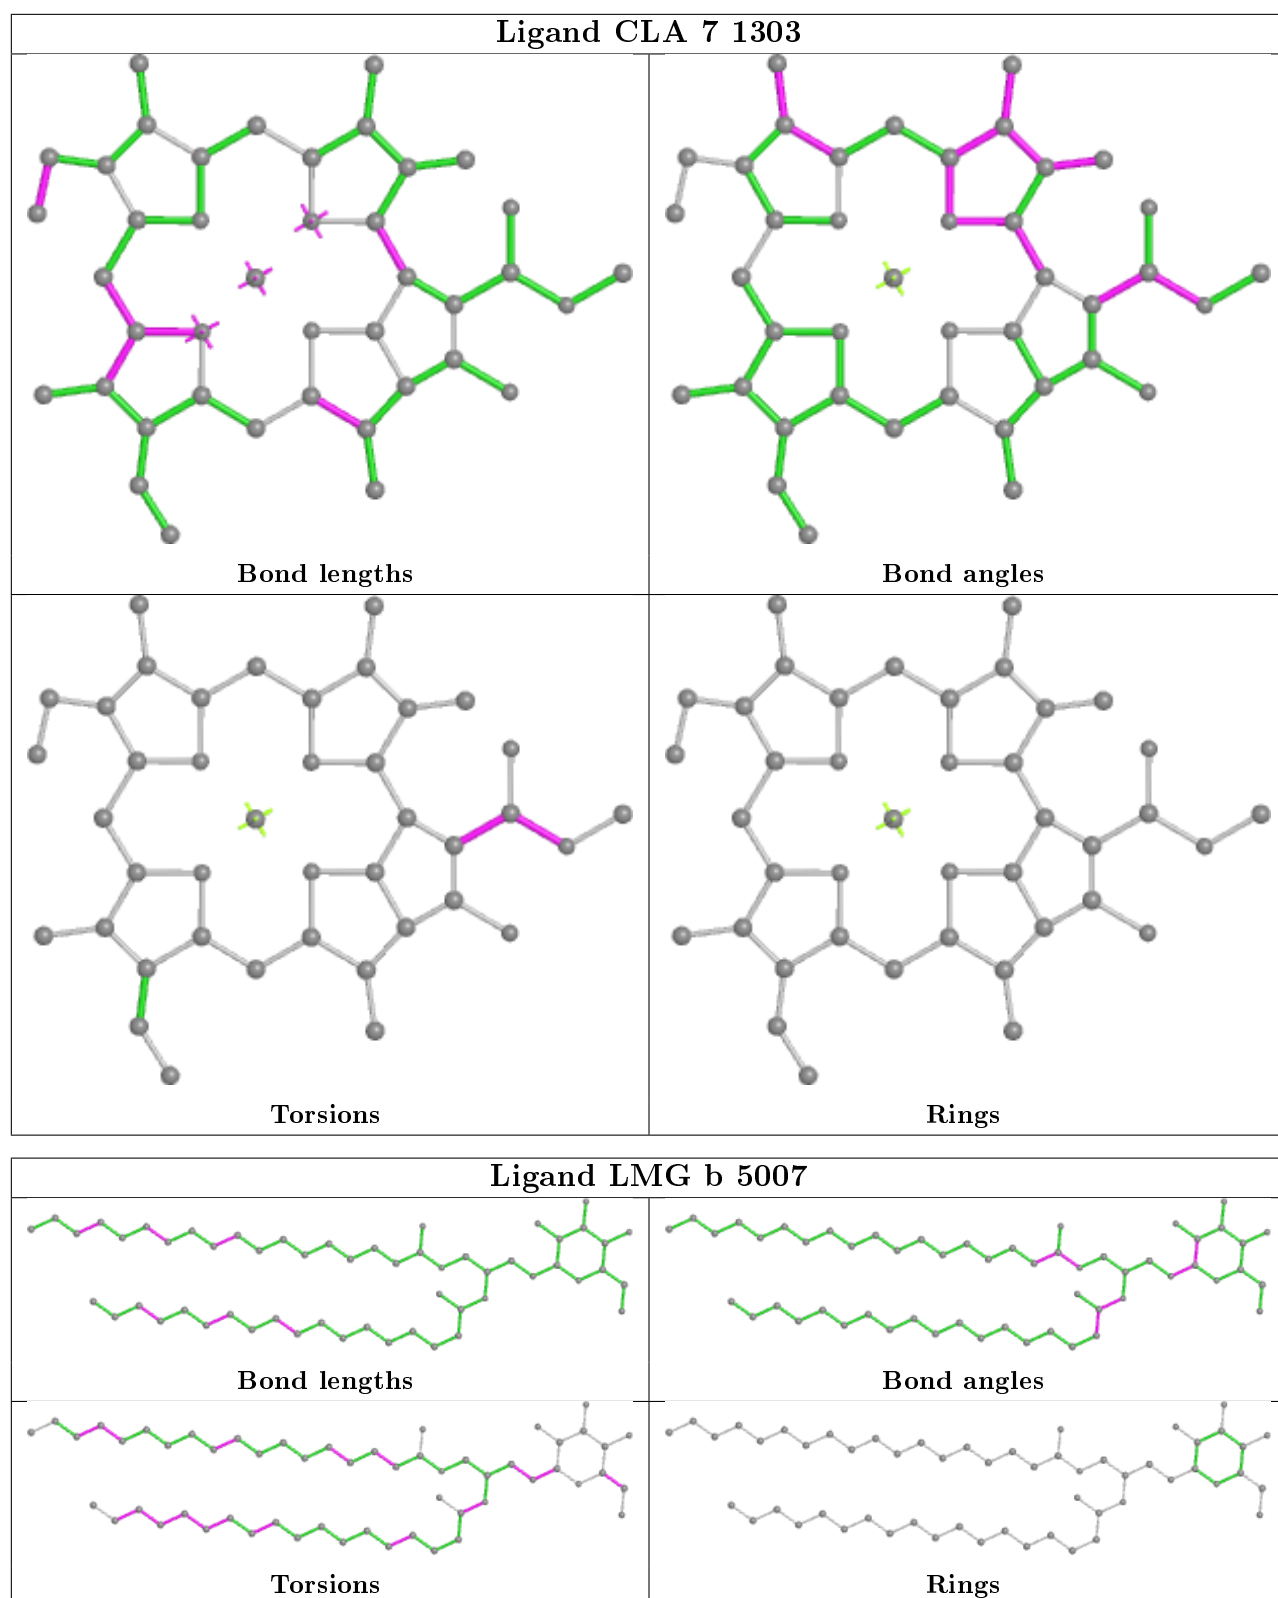 Ligand CLA 7 1303
Bond lengths
Bond angles
Torsions
Rings
Ligand LMG b 5007
Bond lengths
Bond angles
Torsions
Rings